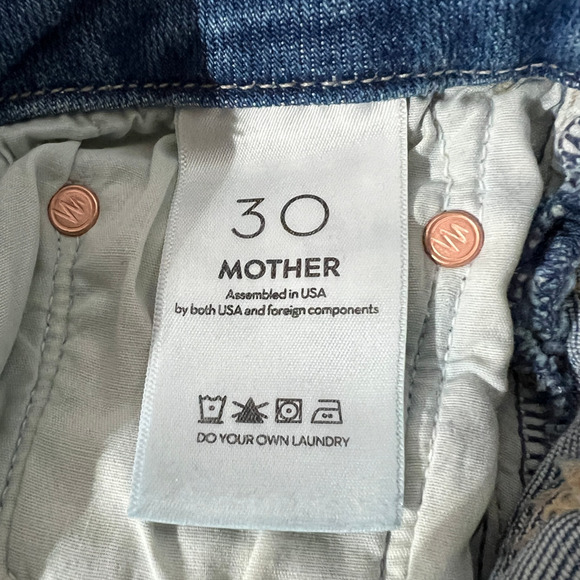 30
MOTHER
Assembled in USA
by both USA and foreign components
DO YOUR OWN LAUNDRY